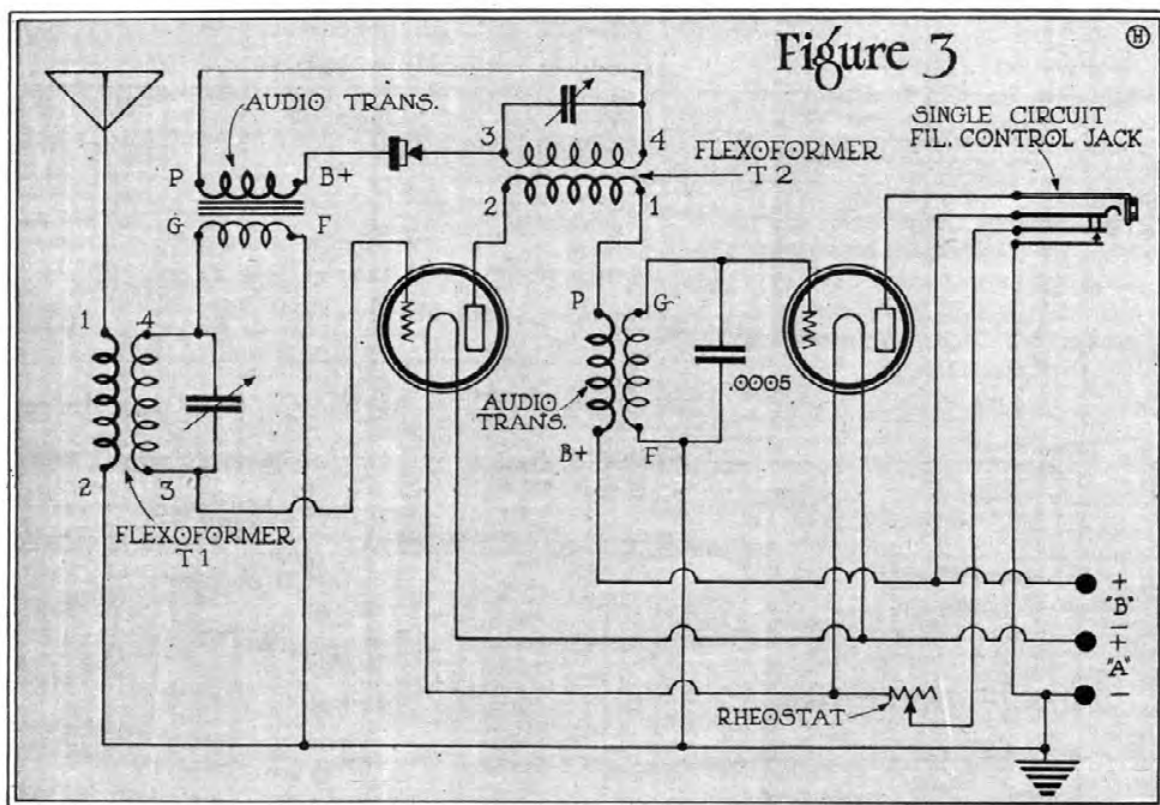 Figure 3
H
AUDIO TRANS.
P
B+
G
F
3
4
FLEXOFORMER
T 2
2
1
SINGLE CIRCUIT
FIL. CONTROL JACK
1
4
2
3
FLEXOFORMER
T 1
P
G
AUDIO
TRANS.
B+
F
.0005
+
"B"
-
+
"A"
-
RHEOSTAT